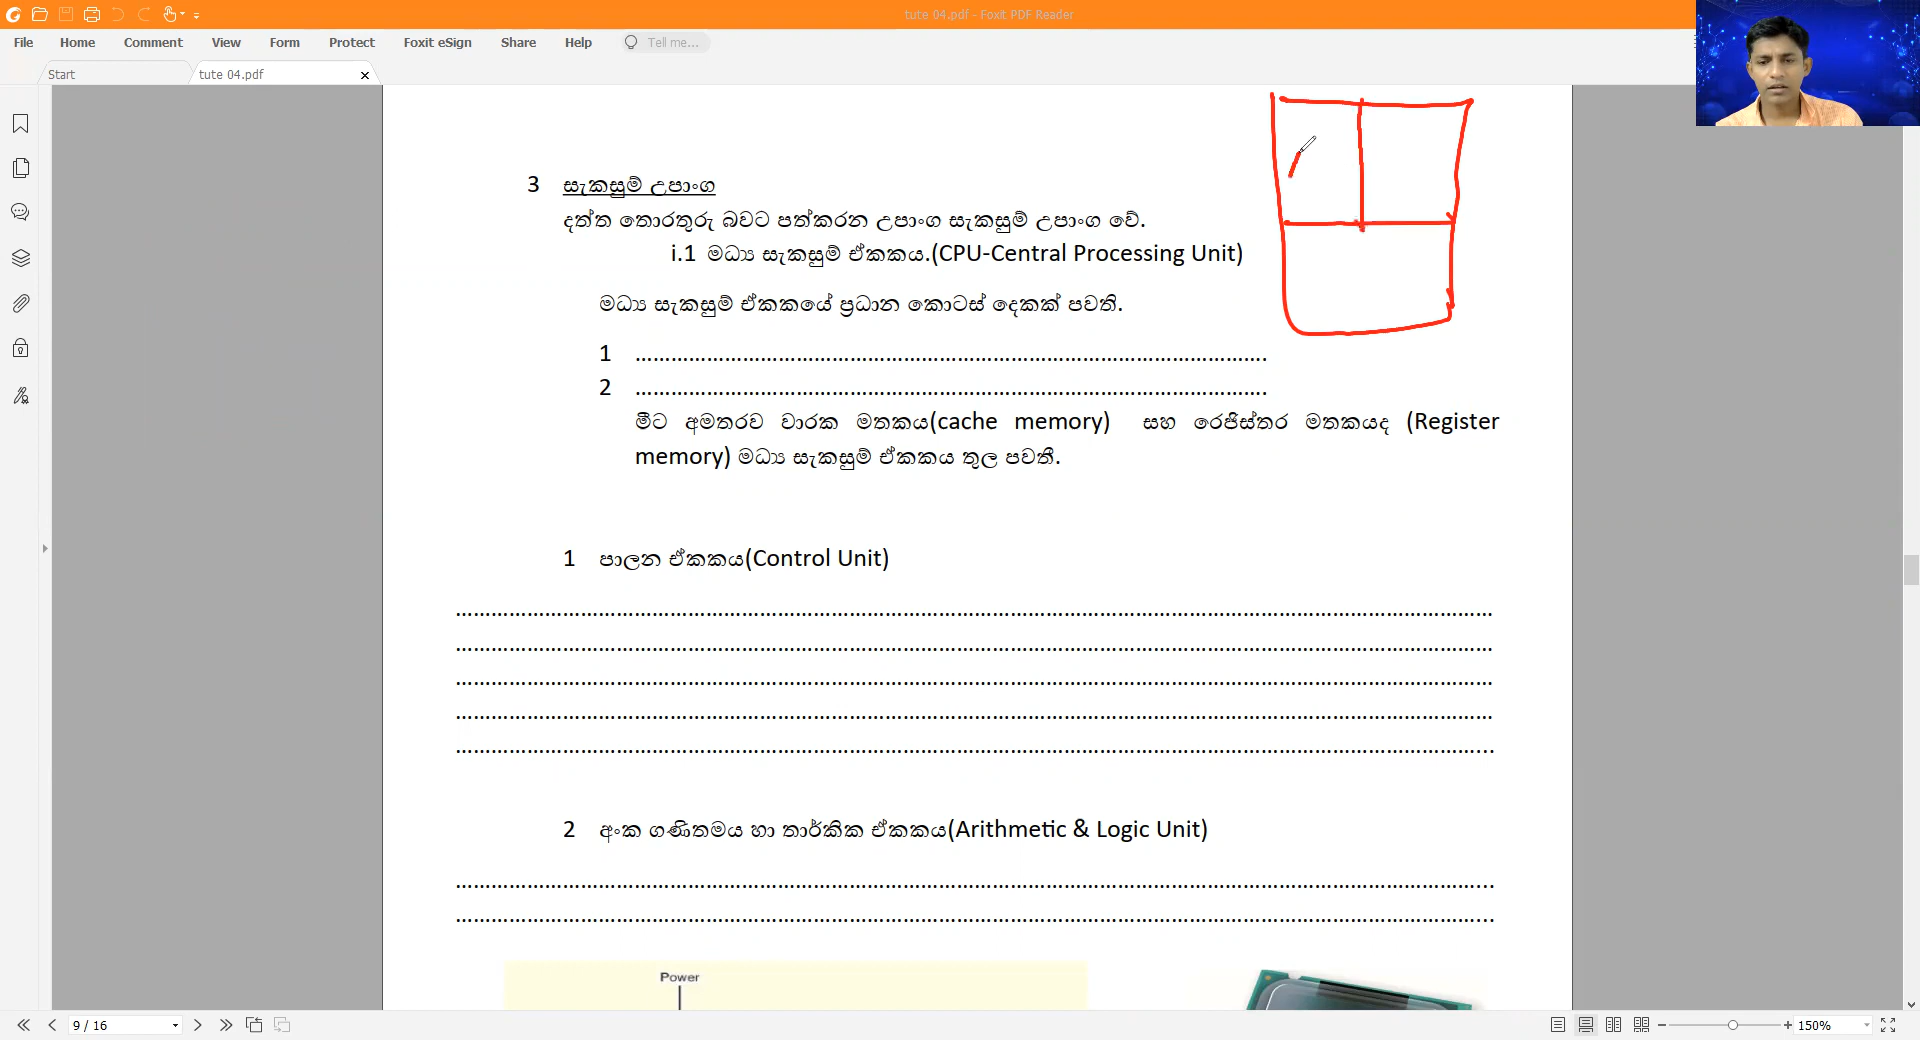 tute 04.pdf - Foxit PDF Reader
File Home Comment View Form Protect Foxit eSign Share Help Tell me...
Start tute 04.pdf
3 සැකසුම් උපාංග
දත්ත තොරතුරු බවට පත්කරන උපාංග සැකසුම් උපාංග වේ.
i.1 මධ්‍ය සැකසුම් ඒකකය.(CPU-Central Processing Unit)
මධ්‍ය සැකසුම් ඒකකයේ ප්‍රධාන කොටස් දෙකක් පවතී.
1 ........................................................................
2 ........................................................................
මීට අමතරව වාරක මතකය(cache memory) සහ රෙජිස්තර මතකයද (Register
memory) මධ්‍ය සැකසුම් ඒකකය තුල පවතී.
1 පාලන ඒකකය(Control Unit)
2 අංක ගණිතමය හා තාර්කික ඒකකය(Arithmetic & Logic Unit)
Power
9 / 16
150%